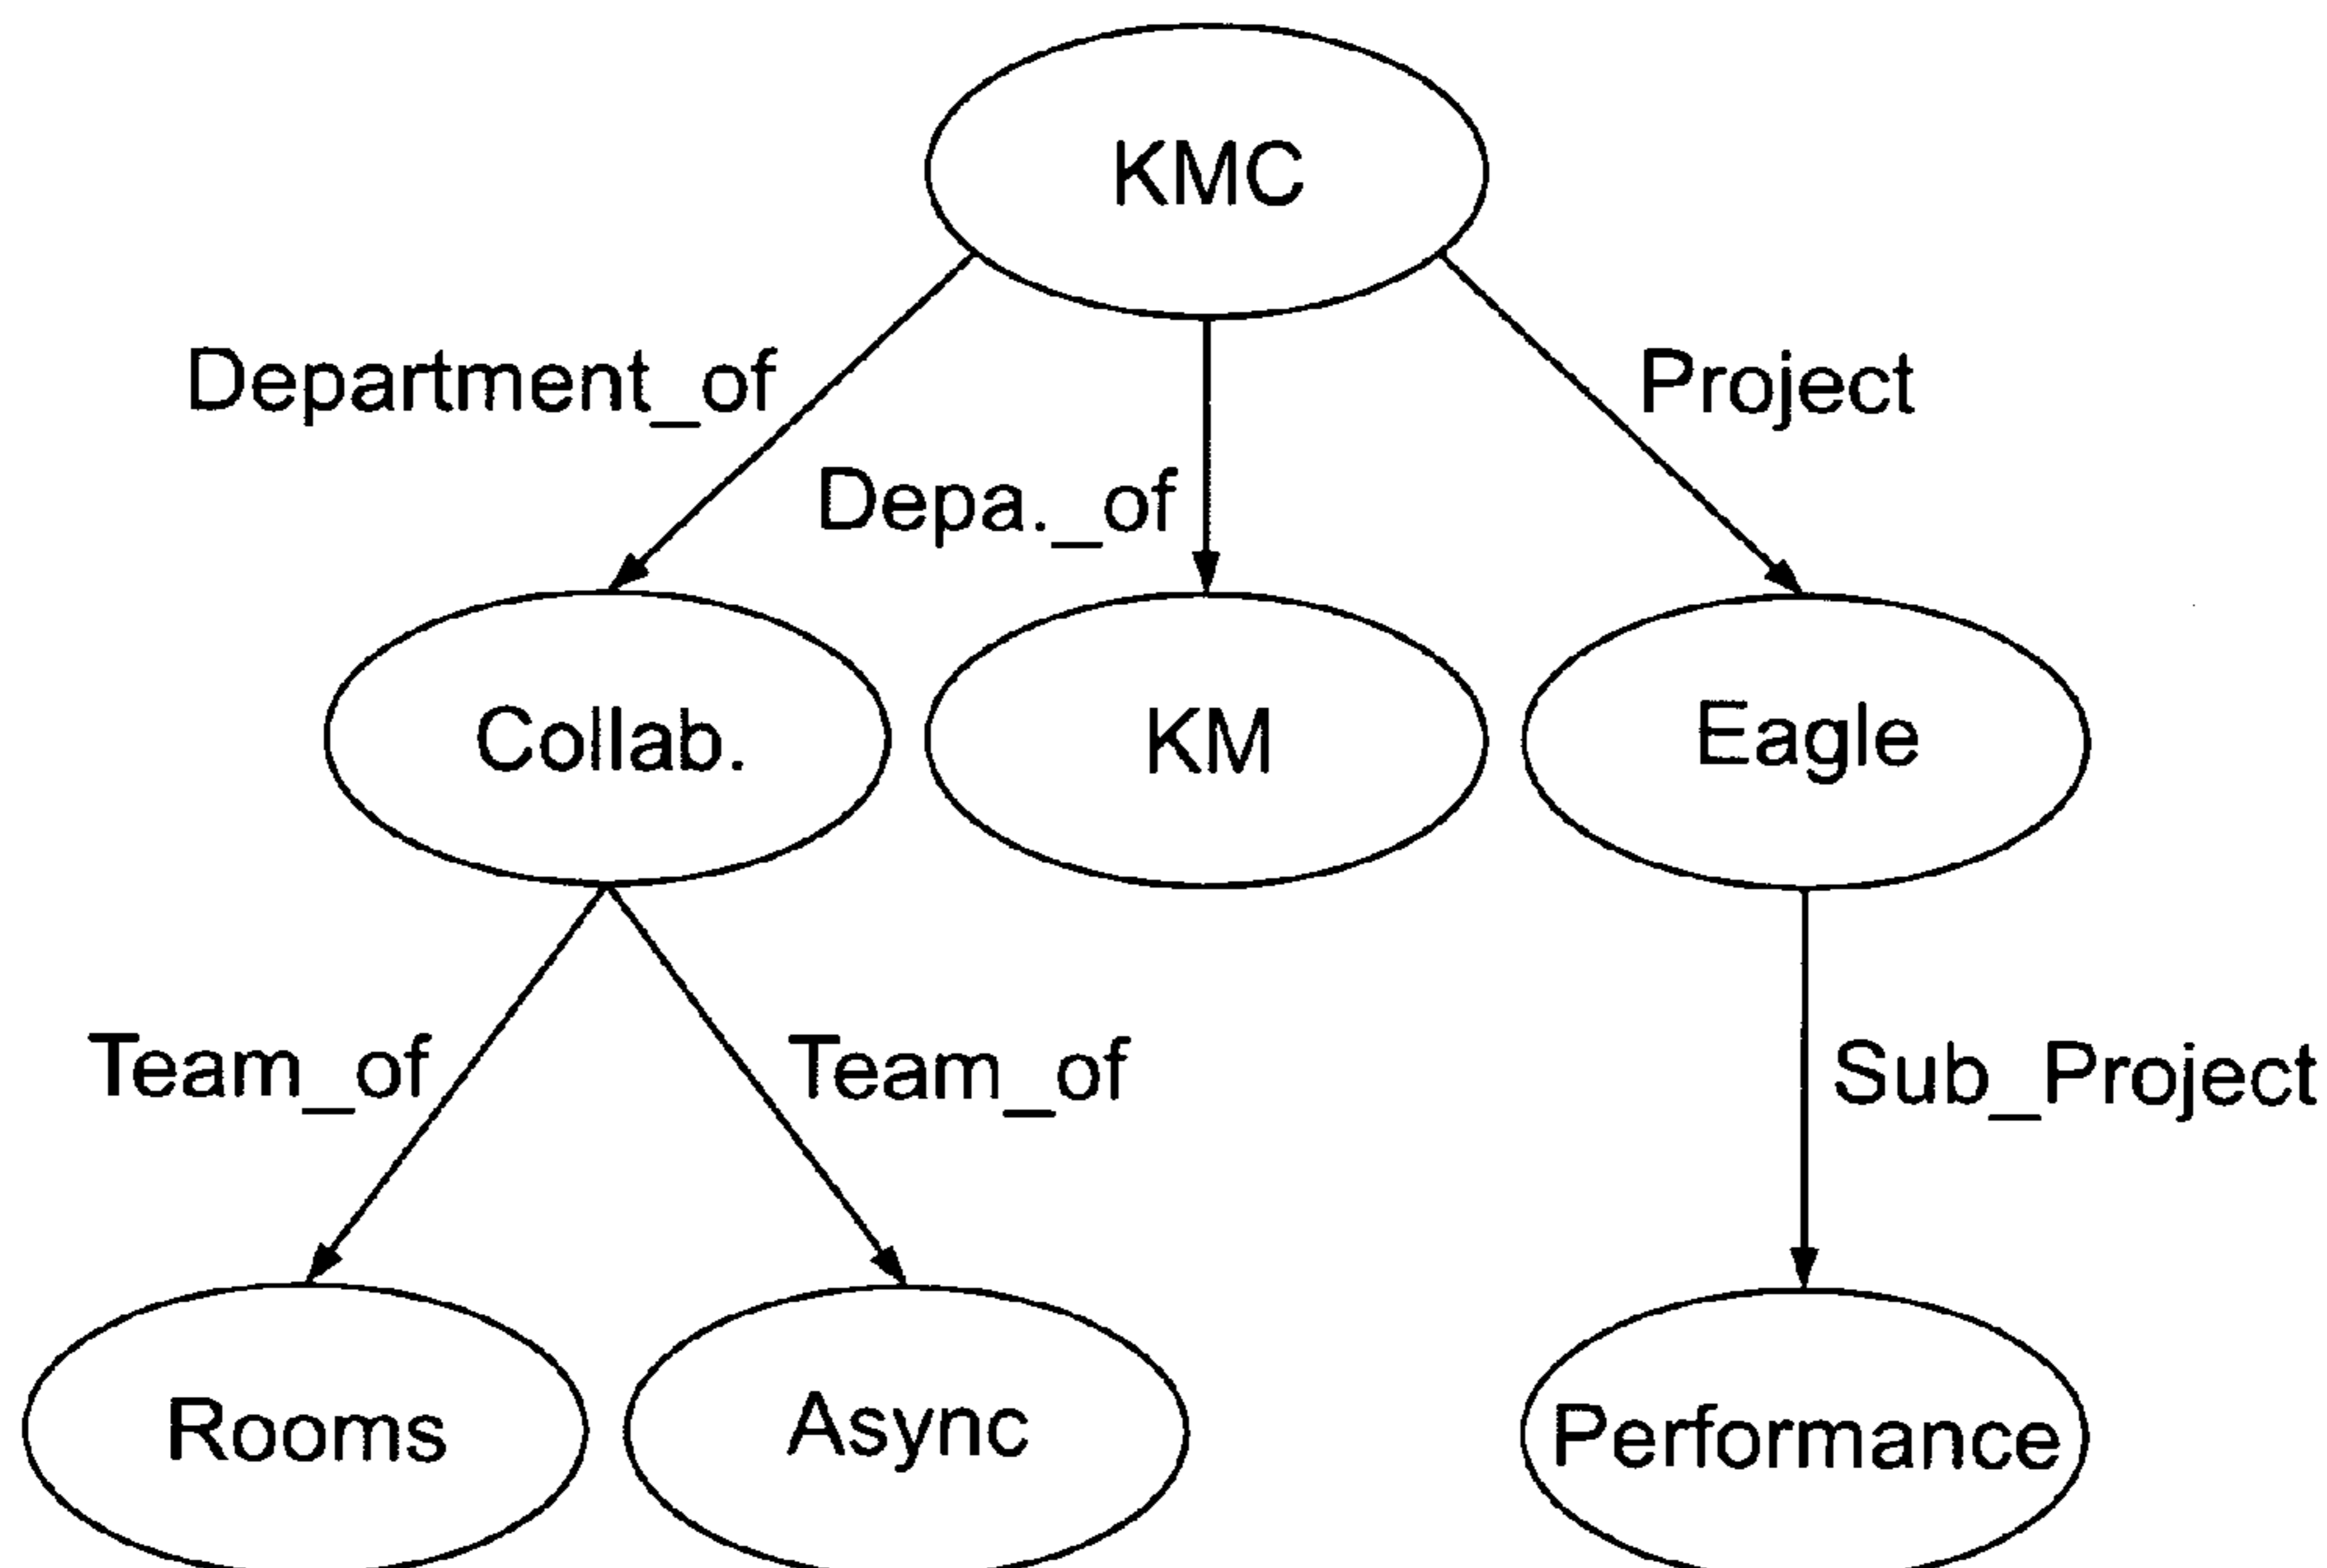 KMC
Department_of
Project
Depa._of
Collab.
KM
Eagle
Team_of
Team_of
Sub_Project
Rooms
Async
Performance